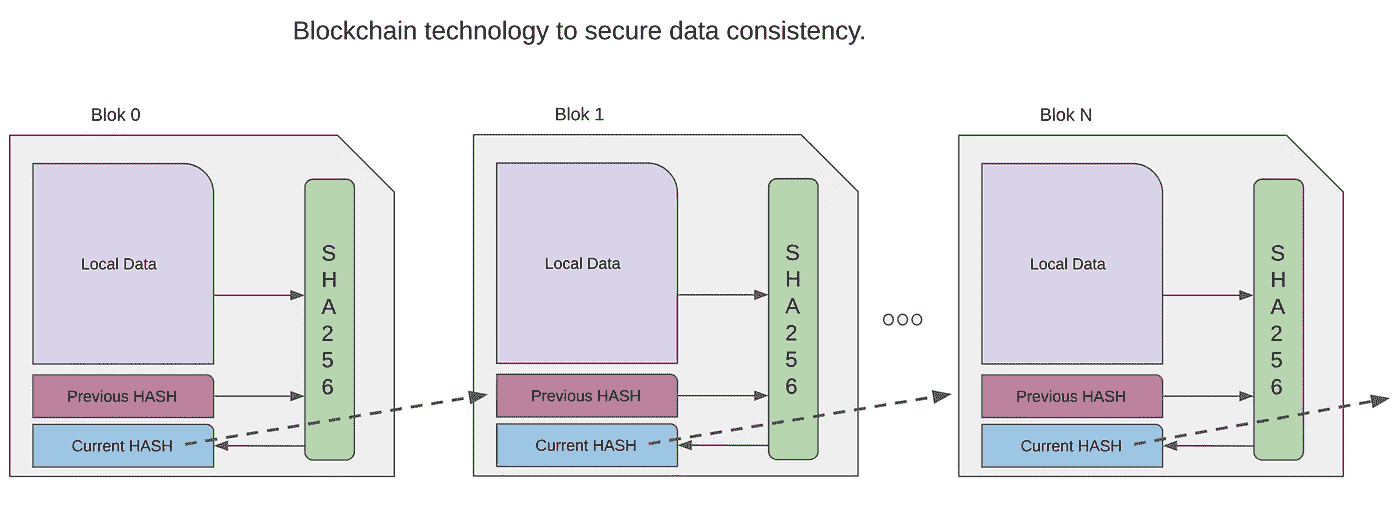 Blockchain technology to secure data consistency.
Blok 0
Local Data
SHA256
Previous HASH
Current HASH
Blok 1
Local Data
SHA256
Previous HASH
Current HASH
ooo
Blok N
Local Data
SHA256
Previous HASH
Current HASH